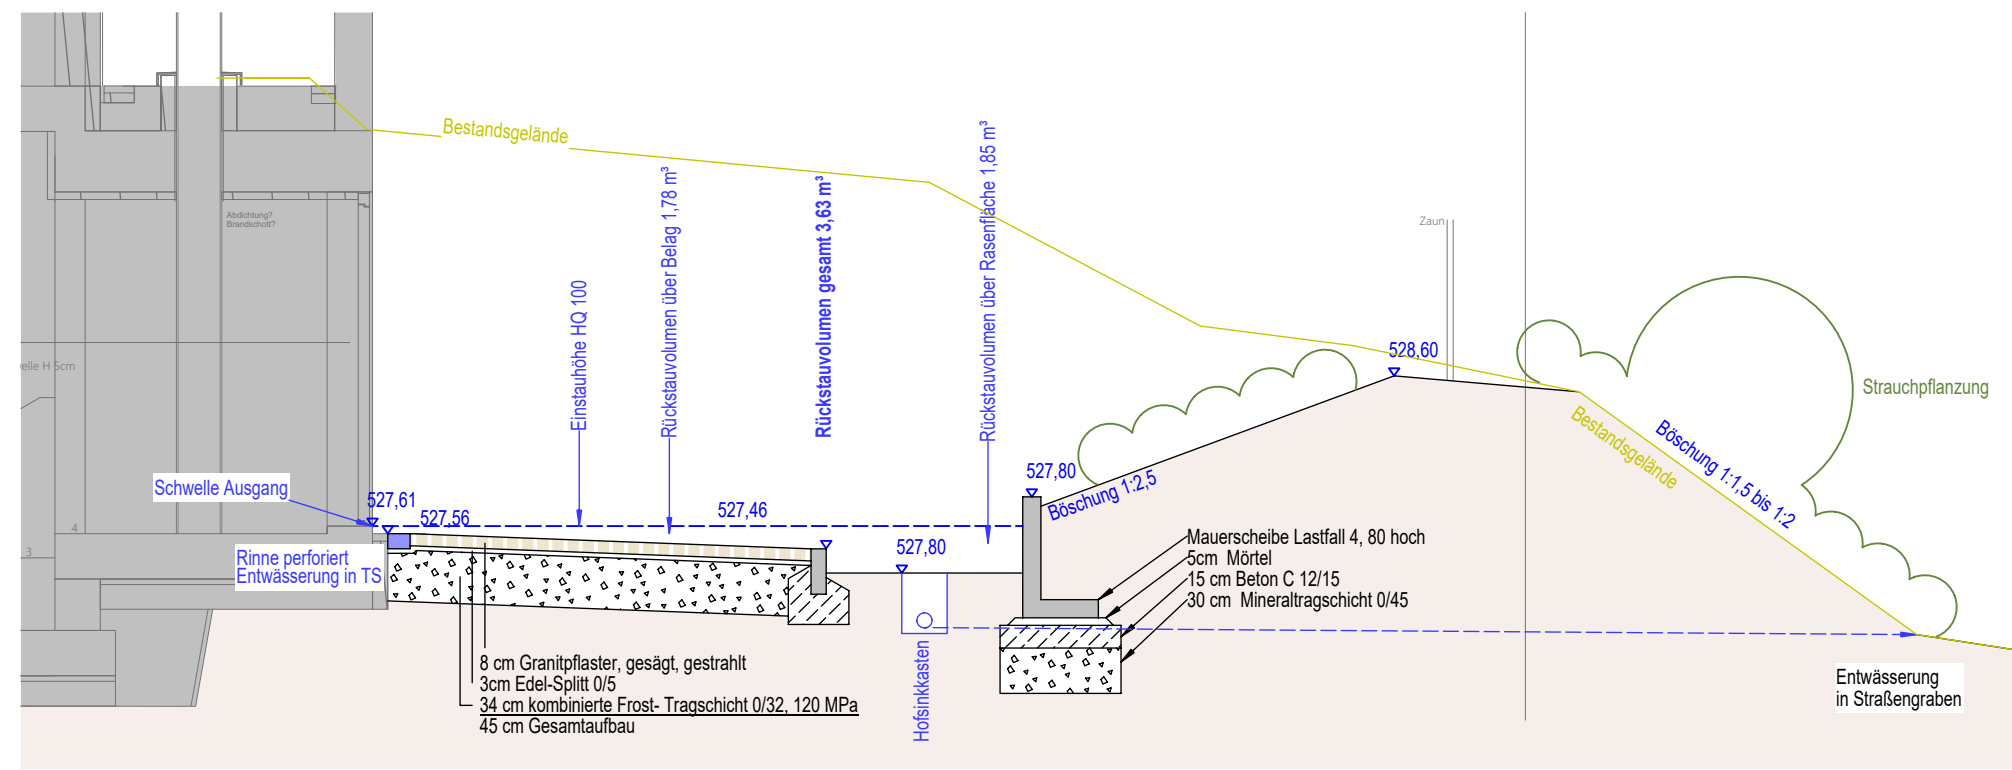 Bestandsgelände
Abdichtung?
Brandschott?
Einstauhöhe HQ 100
Rückstauvolumen über Belag 1,78 m³
Rückstauvolumen gesamt 3,63 m³
Rückstauvolumen über Rasenfläche 1,85 m³
Zaun
528,60
elle H 5cm
Strauchpflanzung
Bestandsgelände
Böschung 1:1,5 bis 1:2
Schwelle Ausgang
527,61
527,56
527,46
527,80
527,80
Böschung 1:2,5
4
3
Rinne perforiert
Entwässerung in TS
Mauerscheibe Lastfall 4, 80 hoch
5cm Mörtel
15 cm Beton C 12/15
30 cm Mineraltragschicht 0/45
Hofsinkkasten
8 cm Granitpflaster, gesägt, gestrahlt
3cm Edel-Splitt 0/5
34 cm kombinierte Frost- Tragschicht 0/32, 120 MPa
45 cm Gesamtaufbau
Entwässerung
in Straßengraben